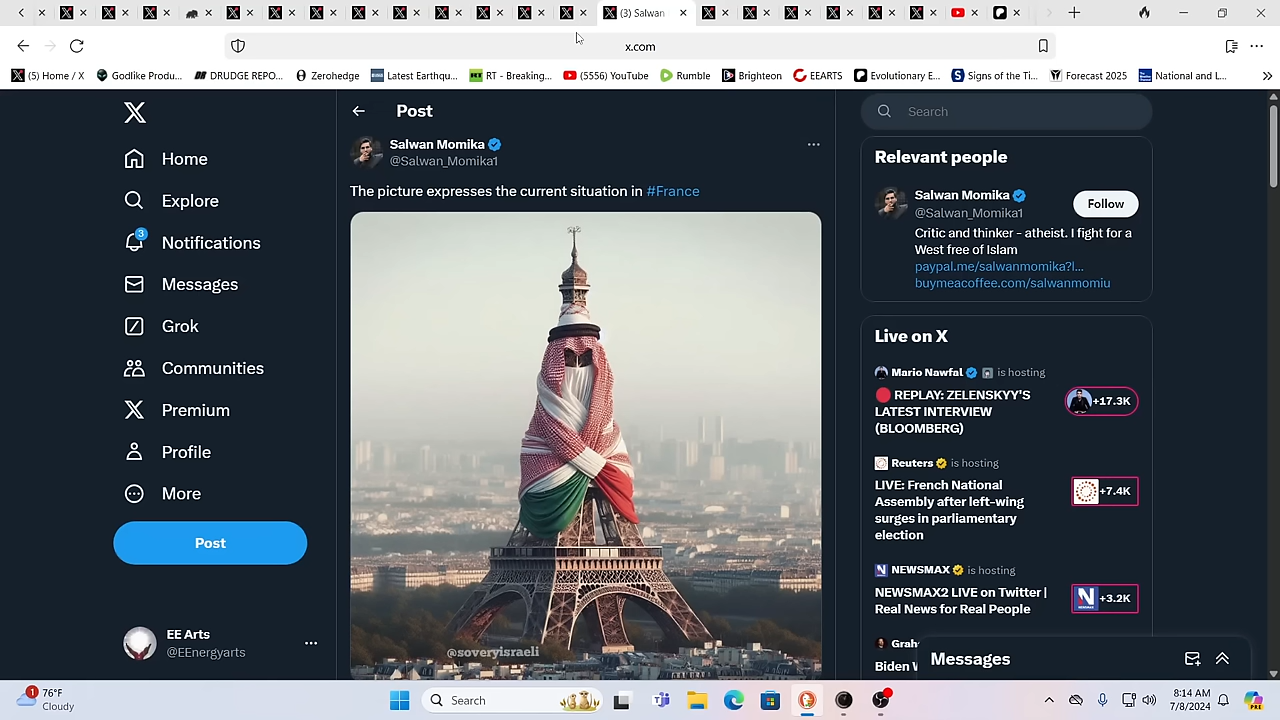 (3) Salwan
x.com
(5) Home / X
Godlike Produ...
DRUDGE REPO...
Zerohedge
Latest Earthqu...
RT - Breaking...
(5556) YouTube
Rumble
Brighteon
EEARTS
Evolutionary E...
Signs of the Ti...
Forecast 2025
National and L...
Home
Explore
3
Notifications
Messages
Grok
Communities
Premium
Profile
More
Post
EE Arts
@EEnergyarts
Post
Salwan Momika
@Salwan_Momika1
The picture expresses the current situation in #France
@soveryisraeli
Search
Relevant people
Salwan Momika
@Salwan_Momika1
Follow
Critic and thinker - atheist. I fight for a
West free of Islam
paypal.me/salwanmomika?l...
buymeacoffee.com/salwanmomiu
Live on X
Mario Nawfal is hosting
REPLAY: ZELENSKYY'S
LATEST INTERVIEW
(BLOOMBERG)
+17.3K
Reuters is hosting
LIVE: French National
Assembly after left-wing
surges in parliamentary
election
+7.4K
NEWSMAX is hosting
NEWSMAX2 LIVE on Twitter |
Real News for Real People
+3.2K
Grah
Biden W
Messages
1
76°F
Cloudy
Search
8:14 AM
7/8/2024
PRE